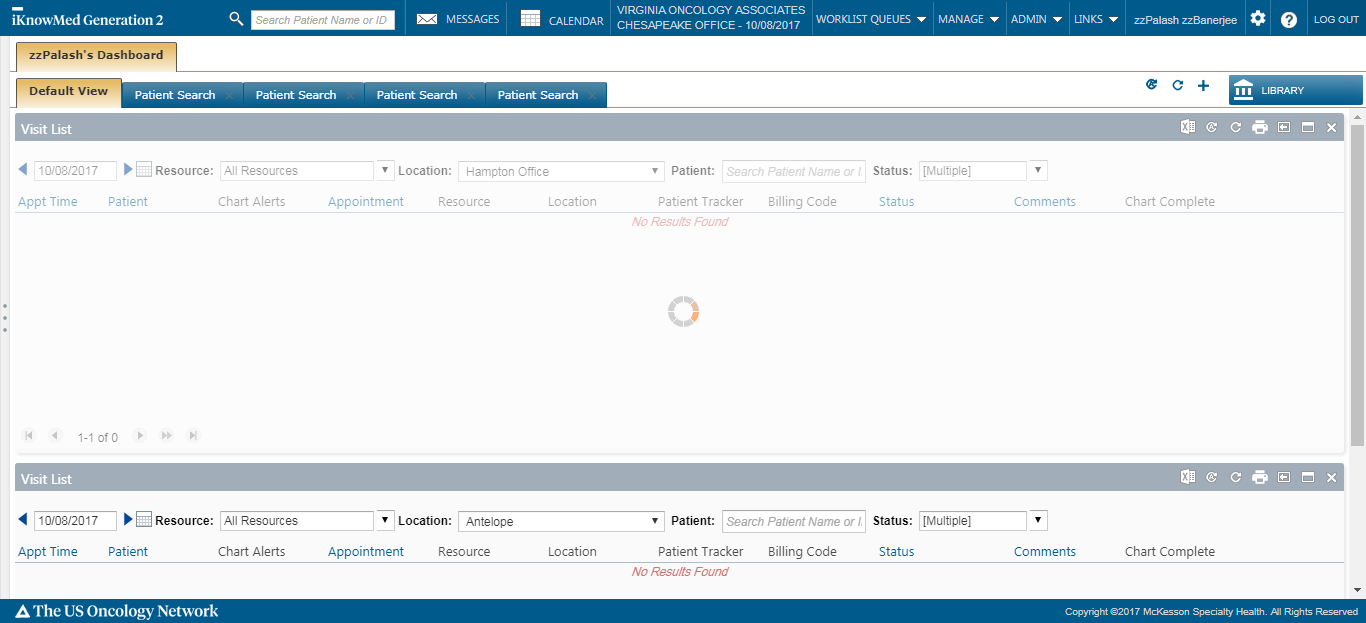 iKnowMed Generation 2
Search Patient Name or ID
MESSAGES
CALENDAR
VIRGINIA ONCOLOGY ASSOCIATES
CHESAPEAKE OFFICE - 10/08/2017
WORKLIST QUEUES
MANAGE
ADMIN
LINKS
zzPalash zzBanerjee
LOG OUT
zzPalash's Dashboard
Default View
Patient Search
Patient Search
Patient Search
Patient Search
LIBRARY
Visit List
10/08/2017 Resource: All Resources Location: Hampton Office Patient: Search Patient Name or I. Status: [Multiple]
Appt Time Patient Chart Alerts Appointment Resource Location Patient Tracker Billing Code Status Comments Chart Complete
No Results Found
1-1 of 0
Visit List
10/08/2017 Resource: All Resources Location: Antelope Patient: Search Patient Name or I. Status: [Multiple]
Appt Time Patient Chart Alerts Appointment Resource Location Patient Tracker Billing Code Status Comments Chart Complete
No Results Found
The US Oncology Network
Copyright ©2017 McKesson Specialty Health. All Rights Reserved